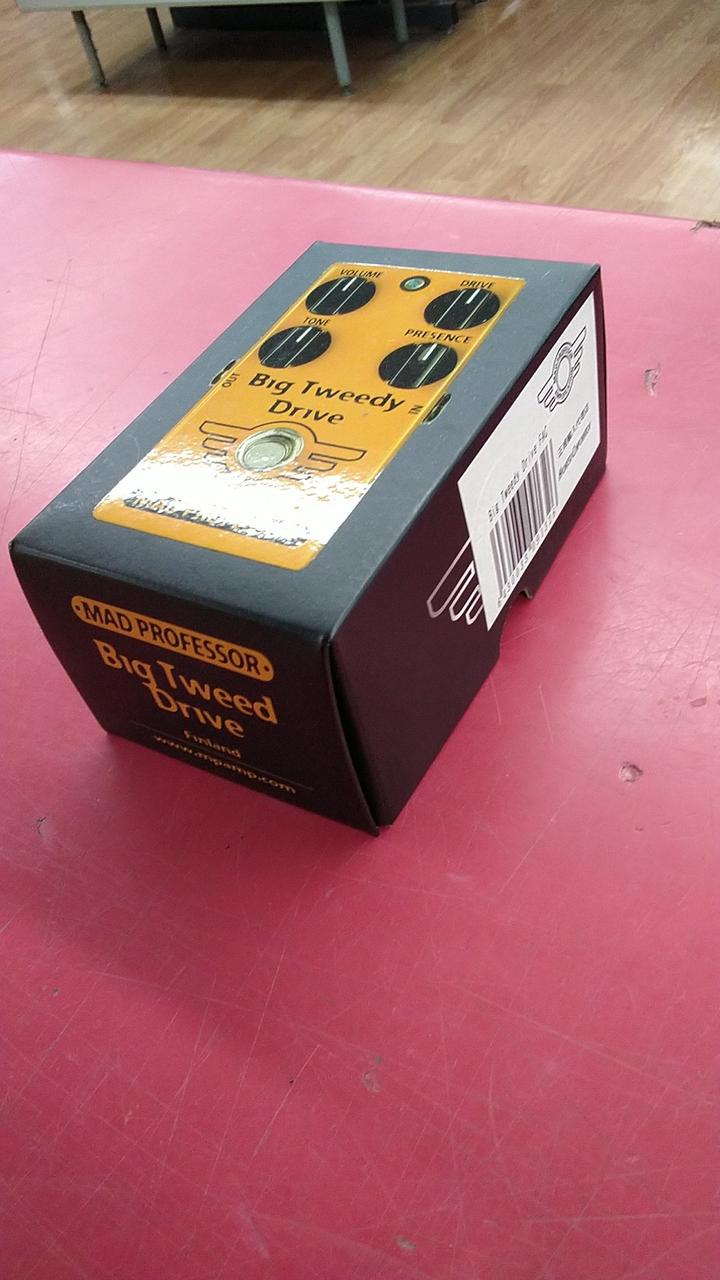 VOLUME
DRIVE
TONE
PRESENCE
OUT
IN
Big Tweedy
Drive
MAD PROFESSOR
Big Tweed
Drive
Finland
www.mpamp.com
Big Tweedy Drive FAC